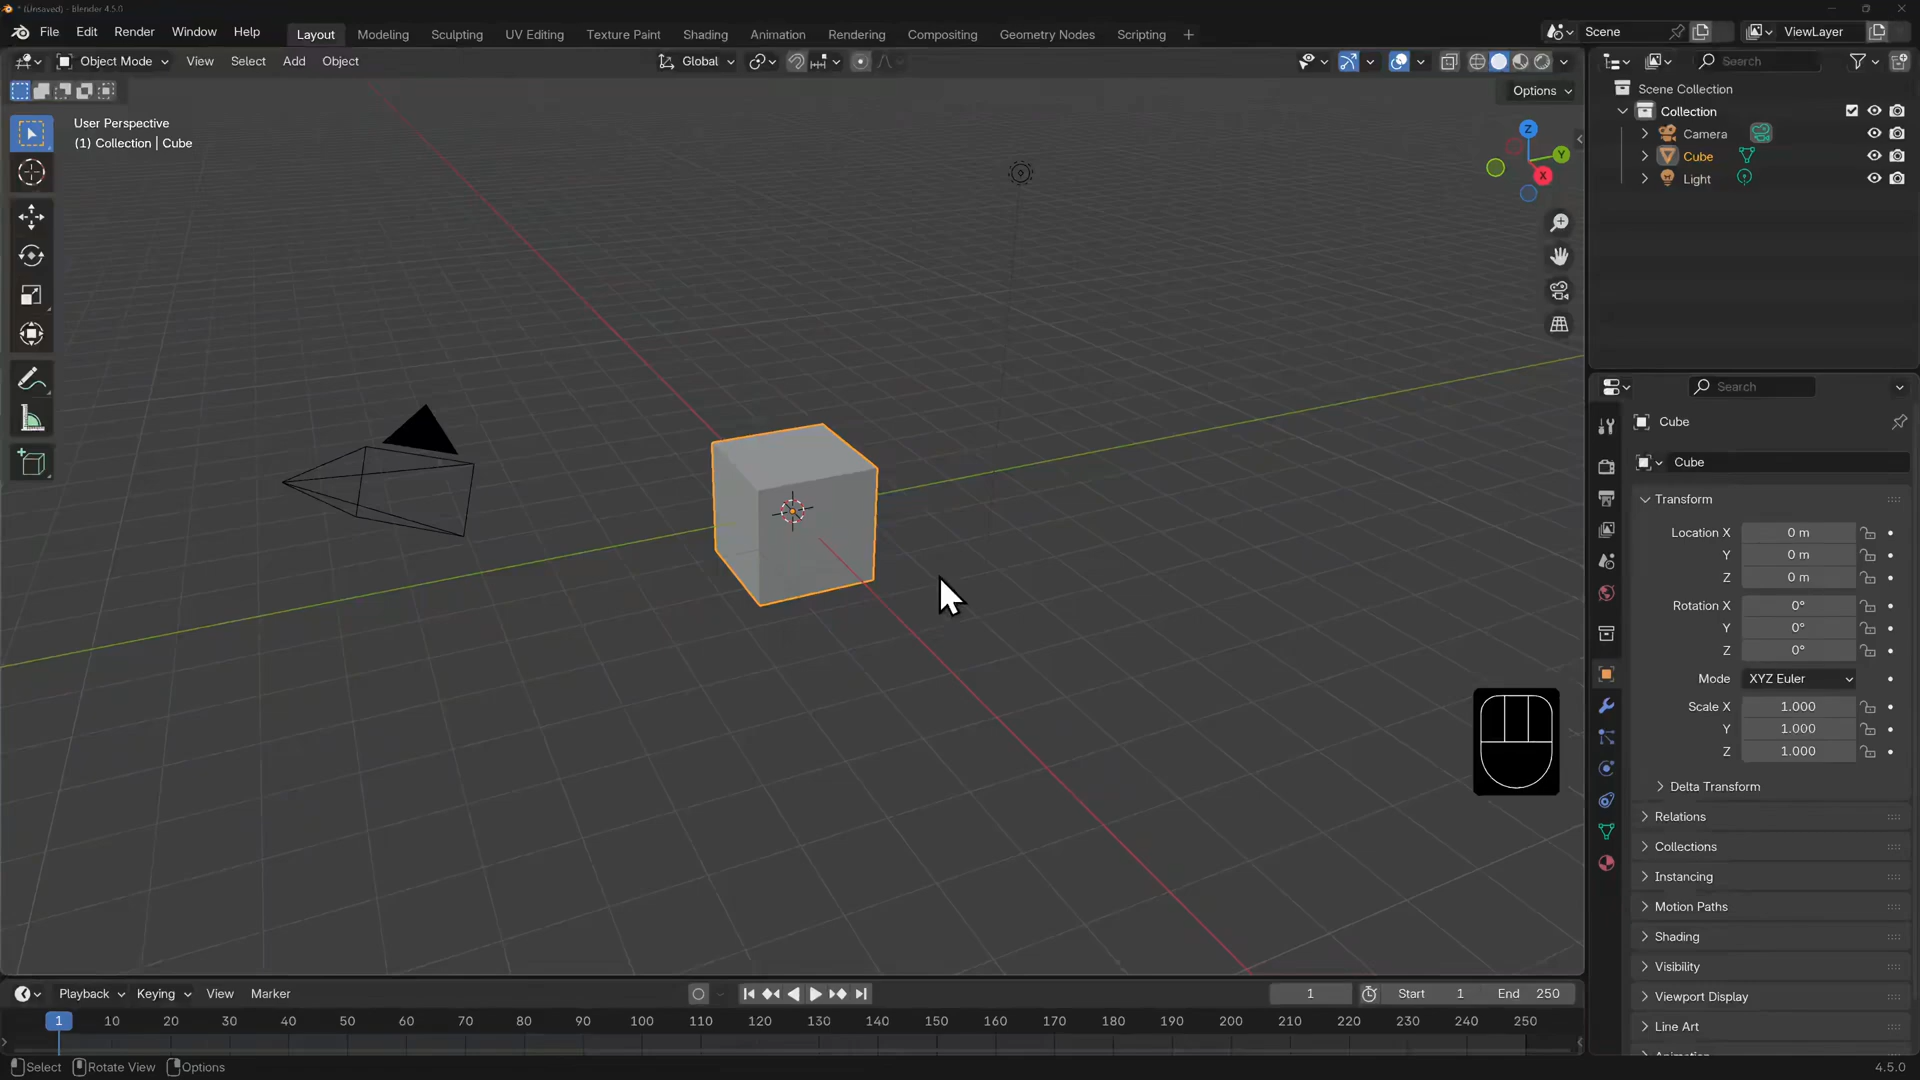 * (Unsaved) - Blender 4.5.0
File Edit Render Window Help
Layout Modeling Sculpting UV Editing Texture Paint Shading Animation Rendering Compositing Geometry Nodes Scripting
Scene
ViewLayer
Object Mode View Select Add Object
Global
Search
Options
User Perspective
(1) Collection | Cube
Z
Y
X
Scene Collection
Collection
Camera
Cube
Light
Search
Cube
Cube
Transform
Location X 0 m
Y 0 m
Z 0 m
Rotation X 0°
Y 0°
Z 0°
Mode XYZ Euler
Scale X 1.000
Y 1.000
Z 1.000
Delta Transform
Relations
Collections
Instancing
Motion Paths
Shading
Visibility
Viewport Display
Line Art
Animation
Playback Keying View Marker
1 Start 1 End 250
1 10 20 30 40 50 60 70 80 90 100 110 120 130 140 150 160 170 180 190 200 210 220 230 240 250
Select Rotate View Options
4.5.0